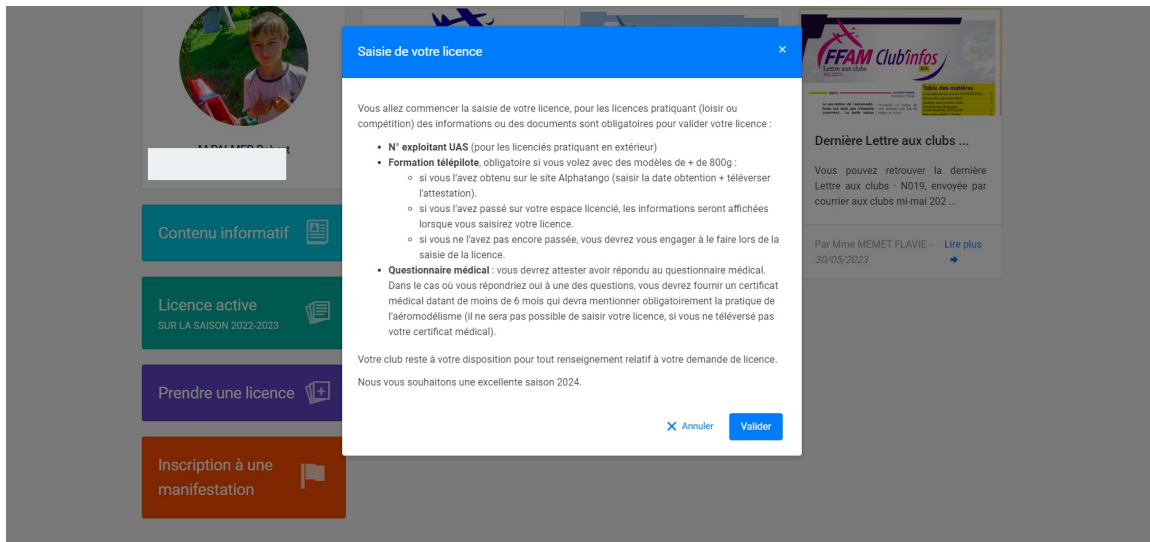 Saisie de votre licence
×
Vous allez commencer la saisie de votre licence, pour les licences pratiquant (loisir ou
compétition) des informations ou des documents sont obligatoires pour valider votre licence :
• N° exploitant UAS (pour les licenciés pratiquant en extérieur)
• Formation télépilote, obligatoire si vous volez avec des modèles de + de 800g :
◦ si vous l'avez obtenu sur le site Alphatango (saisir la date obtention + téléverser
l'attestation).
◦ si vous l'avez passé sur votre espace licencié, les informations seront affichées
lorsque vous saisirez votre licence.
◦ si vous ne l'avez pas encore passée, vous devrez vous engager à le faire lors de la
saisie de la licence.
• Questionnaire médical : vous devrez attester avoir répondu au questionnaire médical.
Dans le cas où vous répondriez oui à une des questions, vous devrez fournir un certificat
médical datant de moins de 6 mois qui devra mentionner obligatoirement la pratique de
l'aéromodélisme (il ne sera pas possible de saisir votre licence, si vous ne téléversé pas
votre certificat médical).
Votre club reste à votre disposition pour tout renseignement relatif à votre demande de licence.
Nous vous souhaitons une excellente saison 2024.
Annuler
Valider
Contenu informatif
Licence active
SUR LA SAISON 2022-2023
Prendre une licence
Inscription à une
manifestation
FFAM Club'infos
Lettre aux clubs
Table des matières
Dernière Lettre aux clubs ...
Vous pouvez retrouver la dernière
Lettre aux clubs - N019, envoyée par
courrier aux clubs mi-mai 202 ...
Par Mme MEMET FLAVIE -
30/05/2023
Lire plus